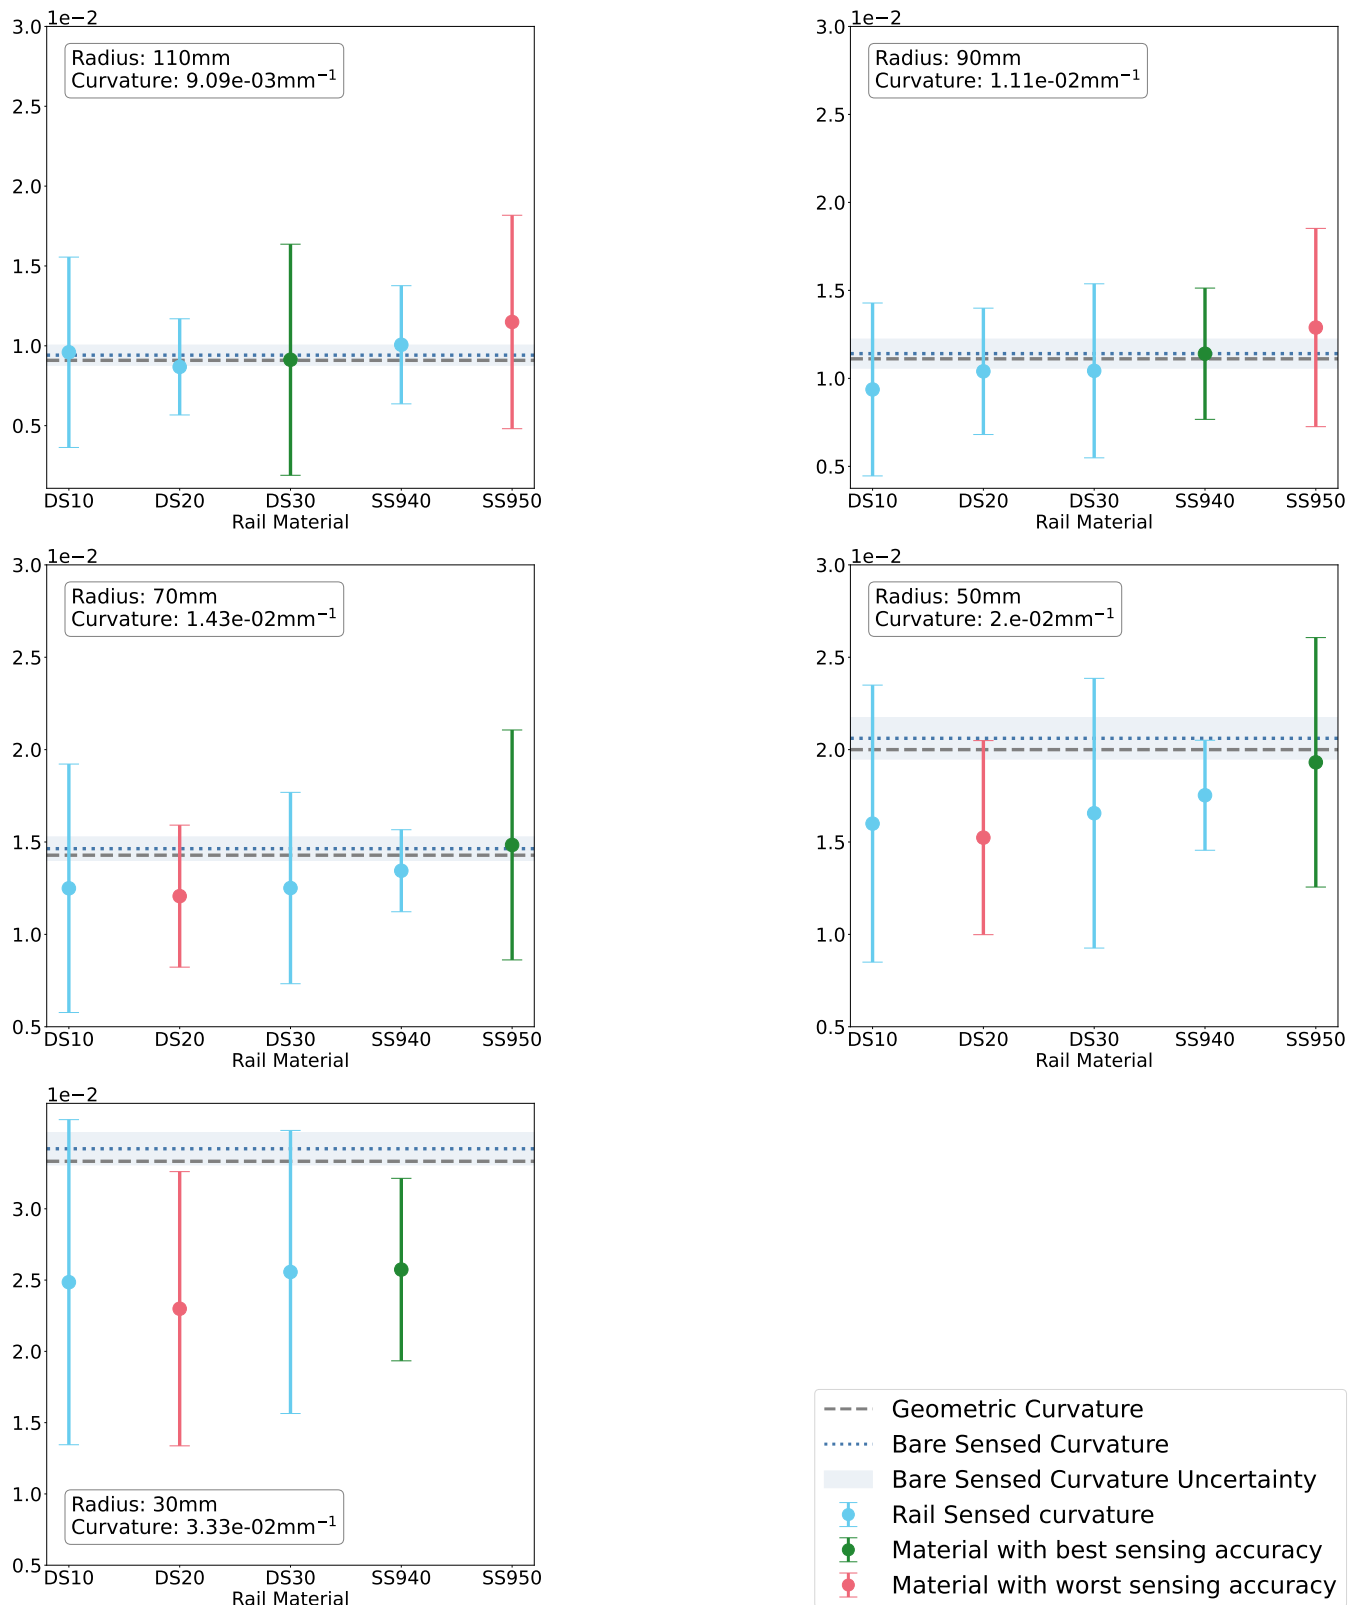 1e−2
3.0
2.5
2.0
1.5
1.0
0.5
Radius: 110mm
Curvature: 9.09e-03mm⁻¹
DS10 DS20 DS30 SS940 SS950
Rail Material
1e−2
3.0
2.5
2.0
1.5
1.0
0.5
Radius: 90mm
Curvature: 1.11e-02mm⁻¹
DS10 DS20 DS30 SS940 SS950
Rail Material
1e−2
3.0
2.5
2.0
1.5
1.0
0.5
Radius: 70mm
Curvature: 1.43e-02mm⁻¹
DS10 DS20 DS30 SS940 SS950
Rail Material
1e−2
3.0
2.5
2.0
1.5
1.0
0.5
Radius: 50mm
Curvature: 2.e-02mm⁻¹
DS10 DS20 DS30 SS940 SS950
Rail Material
1e−2
3.0
2.5
2.0
1.5
1.0
0.5
Radius: 30mm
Curvature: 3.33e-02mm⁻¹
DS10 DS20 DS30 SS940 SS950
Rail Material
Geometric Curvature
Bare Sensed Curvature
Bare Sensed Curvature Uncertainty
Rail Sensed curvature
Material with best sensing accuracy
Material with worst sensing accuracy